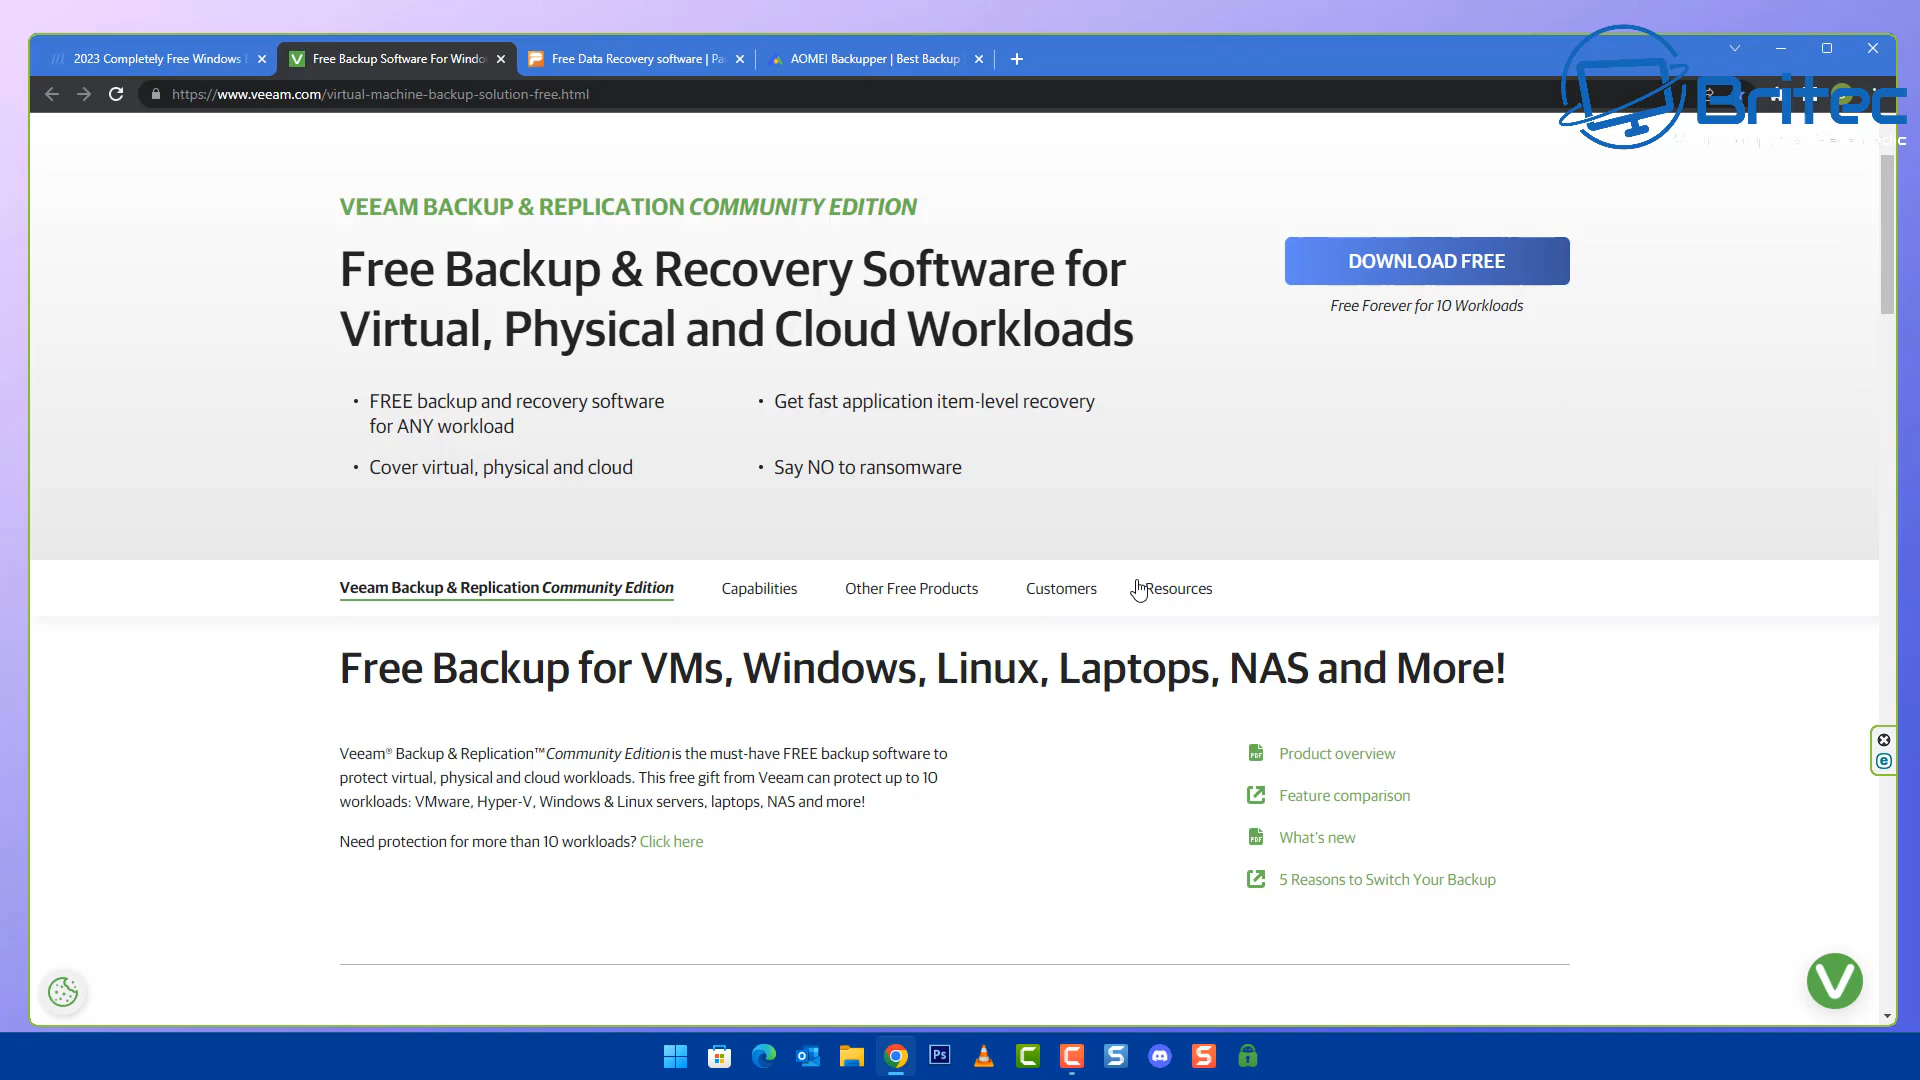 2023 Completely Free Windows
Free Backup Software For Windo
Free Data Recovery software | Pa
AOMEI Backupper | Best Backup
https://www.veeam.com/virtual-machine-backup-solution-free.html
Britec
VEEAM BACKUP & REPLICATION COMMUNITY EDITION
Free Backup & Recovery Software for
Virtual, Physical and Cloud Workloads
DOWNLOAD FREE
Free Forever for 10 Workloads
• FREE backup and recovery software
for ANY workload
• Get fast application item-level recovery
• Cover virtual, physical and cloud
• Say NO to ransomware
Veeam Backup & Replication Community Edition
Capabilities
Other Free Products
Customers
Resources
Free Backup for VMs, Windows, Linux, Laptops, NAS and More!
Veeam® Backup & Replication™ Community Edition is the must-have FREE backup software to
protect virtual, physical and cloud workloads. This free gift from Veeam can protect up to 10
workloads: VMware, Hyper-V, Windows & Linux servers, laptops, NAS and more!
Need protection for more than 10 workloads? Click here
Product overview
Feature comparison
What's new
5 Reasons to Switch Your Backup